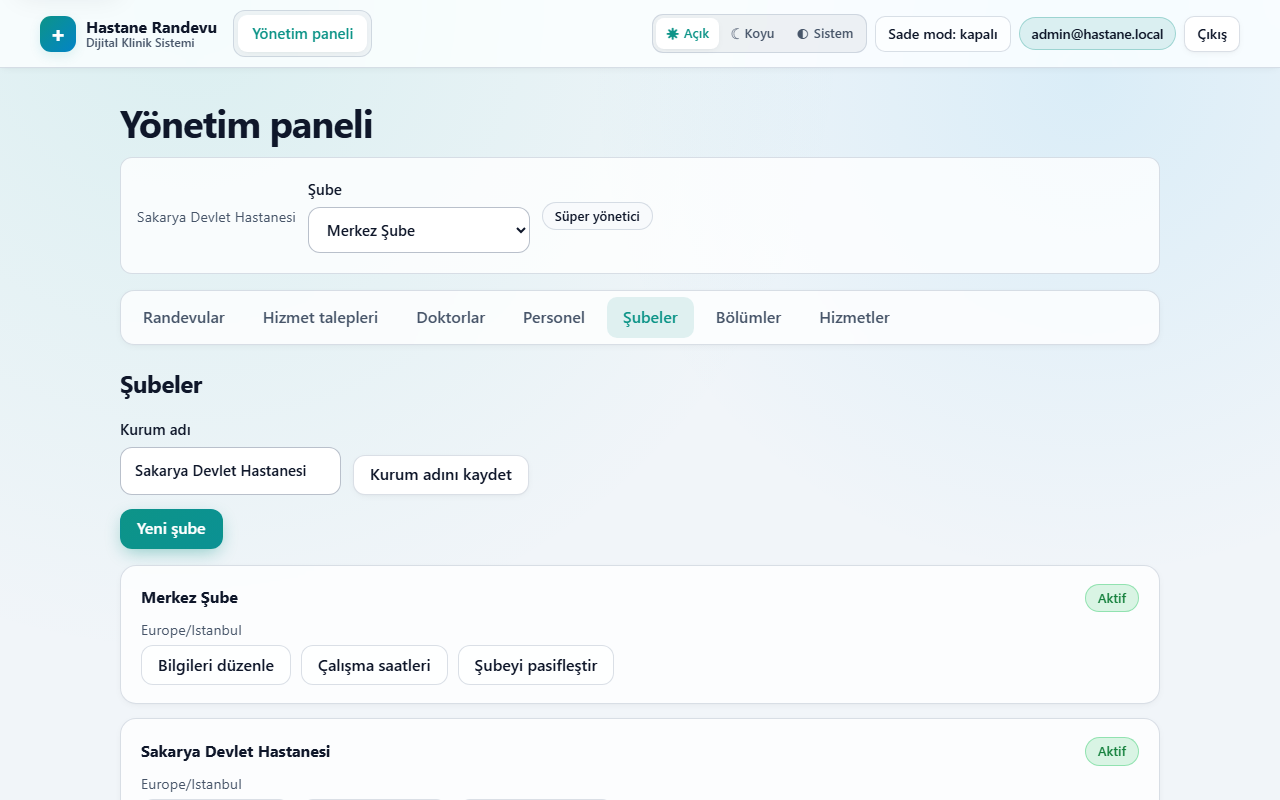 Hastane Randevu
Dijital Klinik Sistemi
Yönetim paneli
Açık
Koyu
Sistem
Sade mod: kapalı
admin@hastane.local
Çıkış
Yönetim paneli
Sakarya Devlet Hastanesi
Şube
Merkez Şube
Süper yönetici
Randevular
Hizmet talepleri
Doktorlar
Personel
Şubeler
Bölümler
Hizmetler
Şubeler
Kurum adı
Sakarya Devlet Hastanesi
Kurum adını kaydet
Yeni şube
Merkez Şube
Aktif
Europe/Istanbul
Bilgileri düzenle
Çalışma saatleri
Şubeyi pasifleştir
Sakarya Devlet Hastanesi
Aktif
Europe/Istanbul